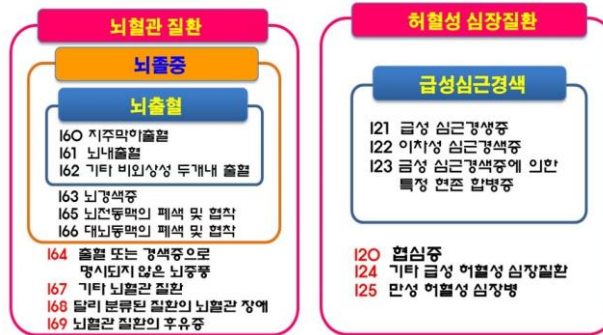 뇌혈관 질환
뇌졸중
뇌출혈
I60 지주막하출혈
I61 뇌내출혈
I62 기타 비외상성 두개내 출혈
I63 뇌경색증
I65 뇌전동맥의 폐색 및 협착
I66 대뇌동맥의 폐색 및 협착
I64 출혈 또는 경색증으로
명시되지 않은 뇌중풍
I67 기타 뇌혈관 질환
I68 달리 분류된 질환의 뇌혈관 장애
I69 뇌혈관 질환의 후유증
허혈성 심장질환
급성심근경색
I21 급성 심근경생증
I22 이차성 심근경색증
I23 금성 심근경색증에 의한
특정 현존 합병증
I20 협심증
I24 기타 급성 허혈성 심장질환
I25 만성 허혈성 심장병